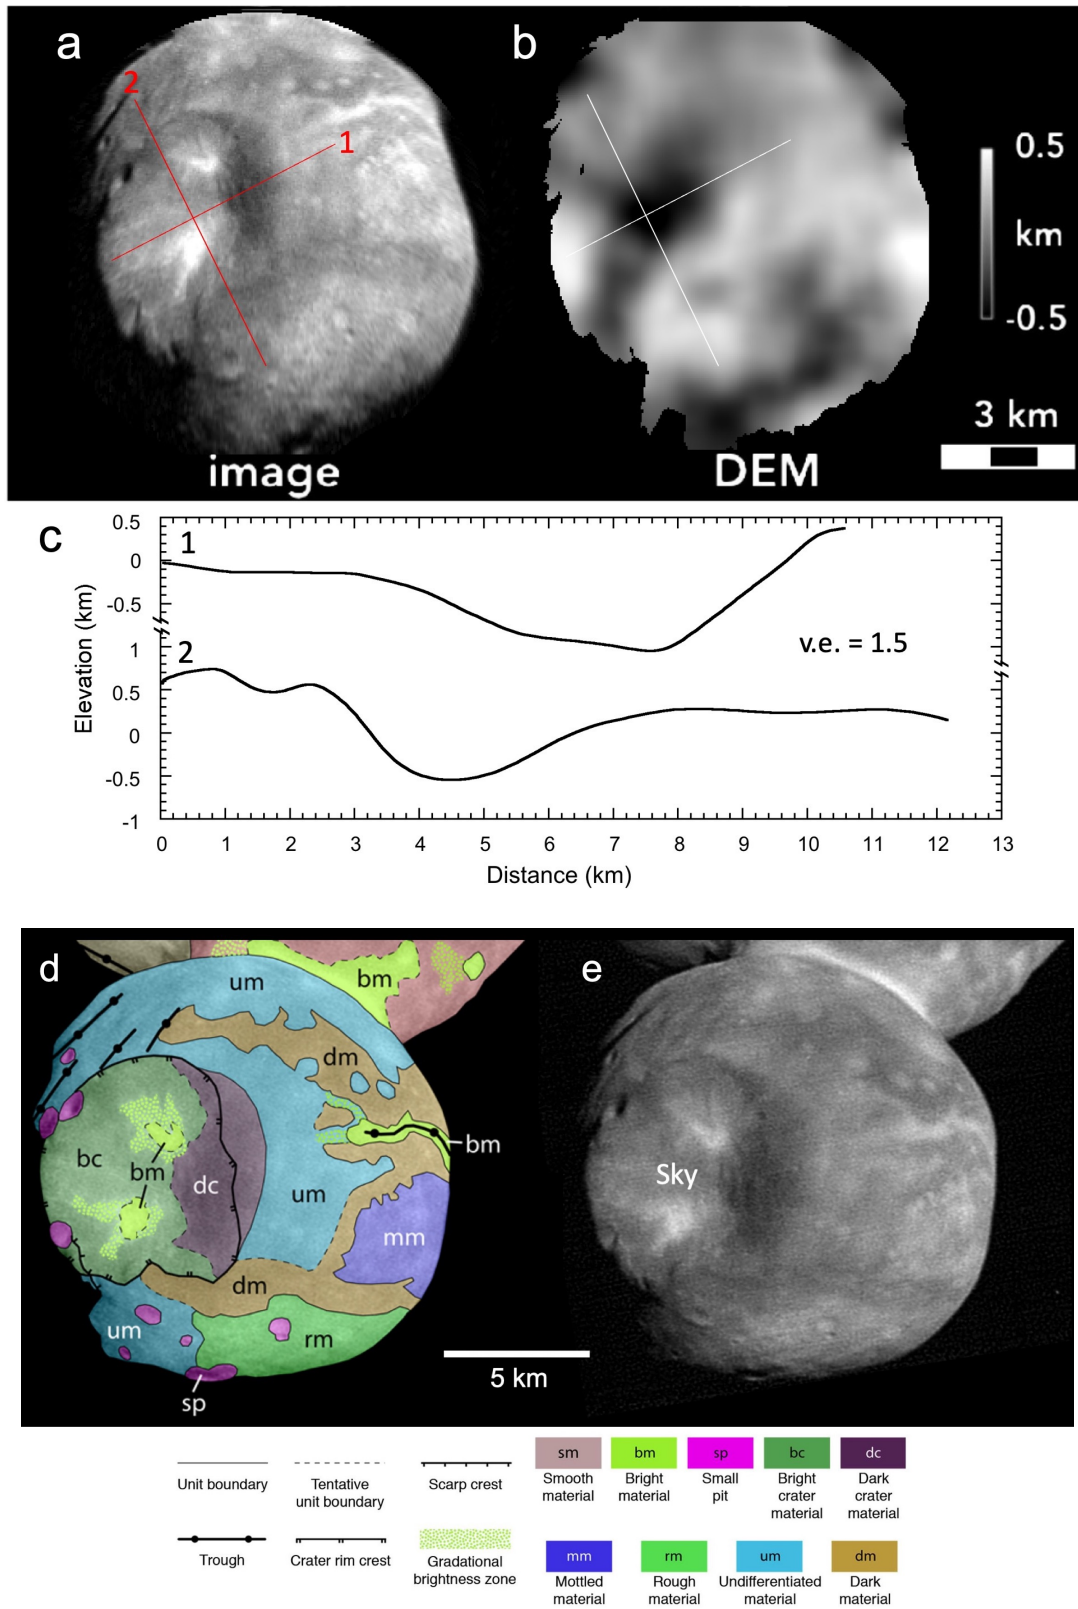 a
2
1
image
b
DEM
0.5
km
-0.5
3 km
c
0.5
0
-0.5
1
0.5
0
-0.5
-1
Elevation (km)
1
2
v.e. = 1.5
0 1 2 3 4 5 6 7 8 9 10 11 12 13
Distance (km)
d
um
bm
dm
bc
bm
dc
um
bm
mm
dm
um
rm
sp
5 km
e
Sky
Unit boundary
Tentative
unit boundary
Scarp crest
Trough
Crater rim crest
Gradational
brightness zone
sm
Smooth
material
bm
Bright
material
sp
Small
pit
bc
Bright
crater
material
dc
Dark
crater
material
mm
Mottled
material
rm
Rough
material
um
Undifferentiated
material
dm
Dark
material